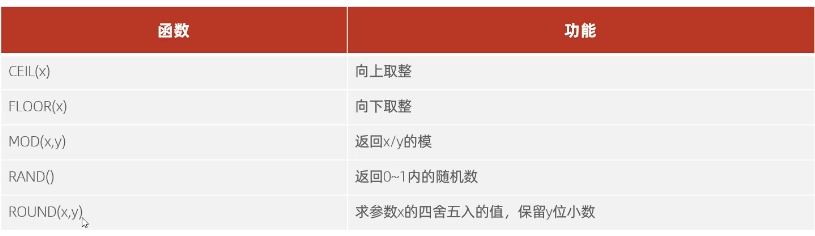 函数 功能
CEIL(x) 向上取整
FLOOR(x) 向下取整
MOD(x,y) 返回x/y的模
RAND() 返回0~1内的随机数
ROUND(x,y) 求参数x的四舍五入的值，保留y位小数